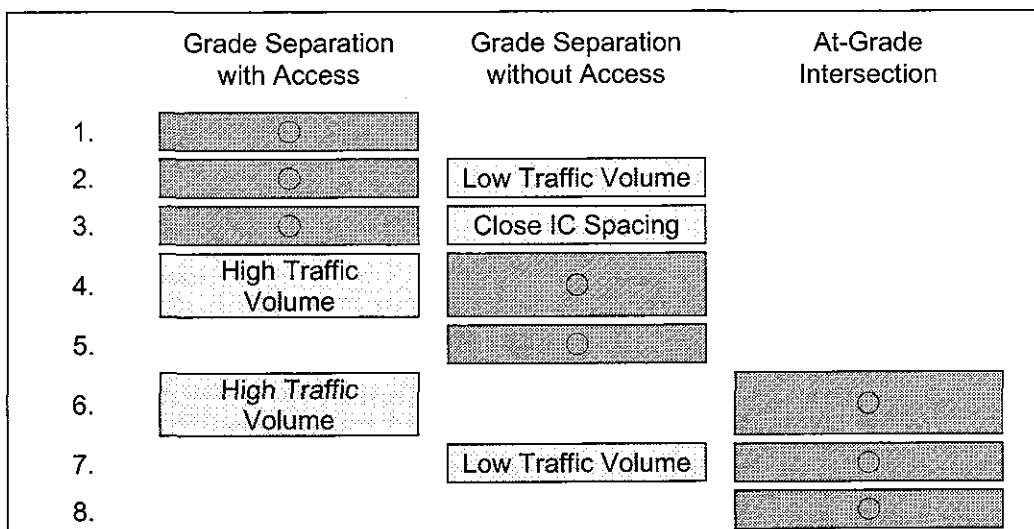 Grade Separation with Access
Grade Separation without Access
At-Grade Intersection
1.
2. Low Traffic Volume
3. Close IC Spacing
4. High Traffic Volume
5.
6. High Traffic Volume
7. Low Traffic Volume
8.